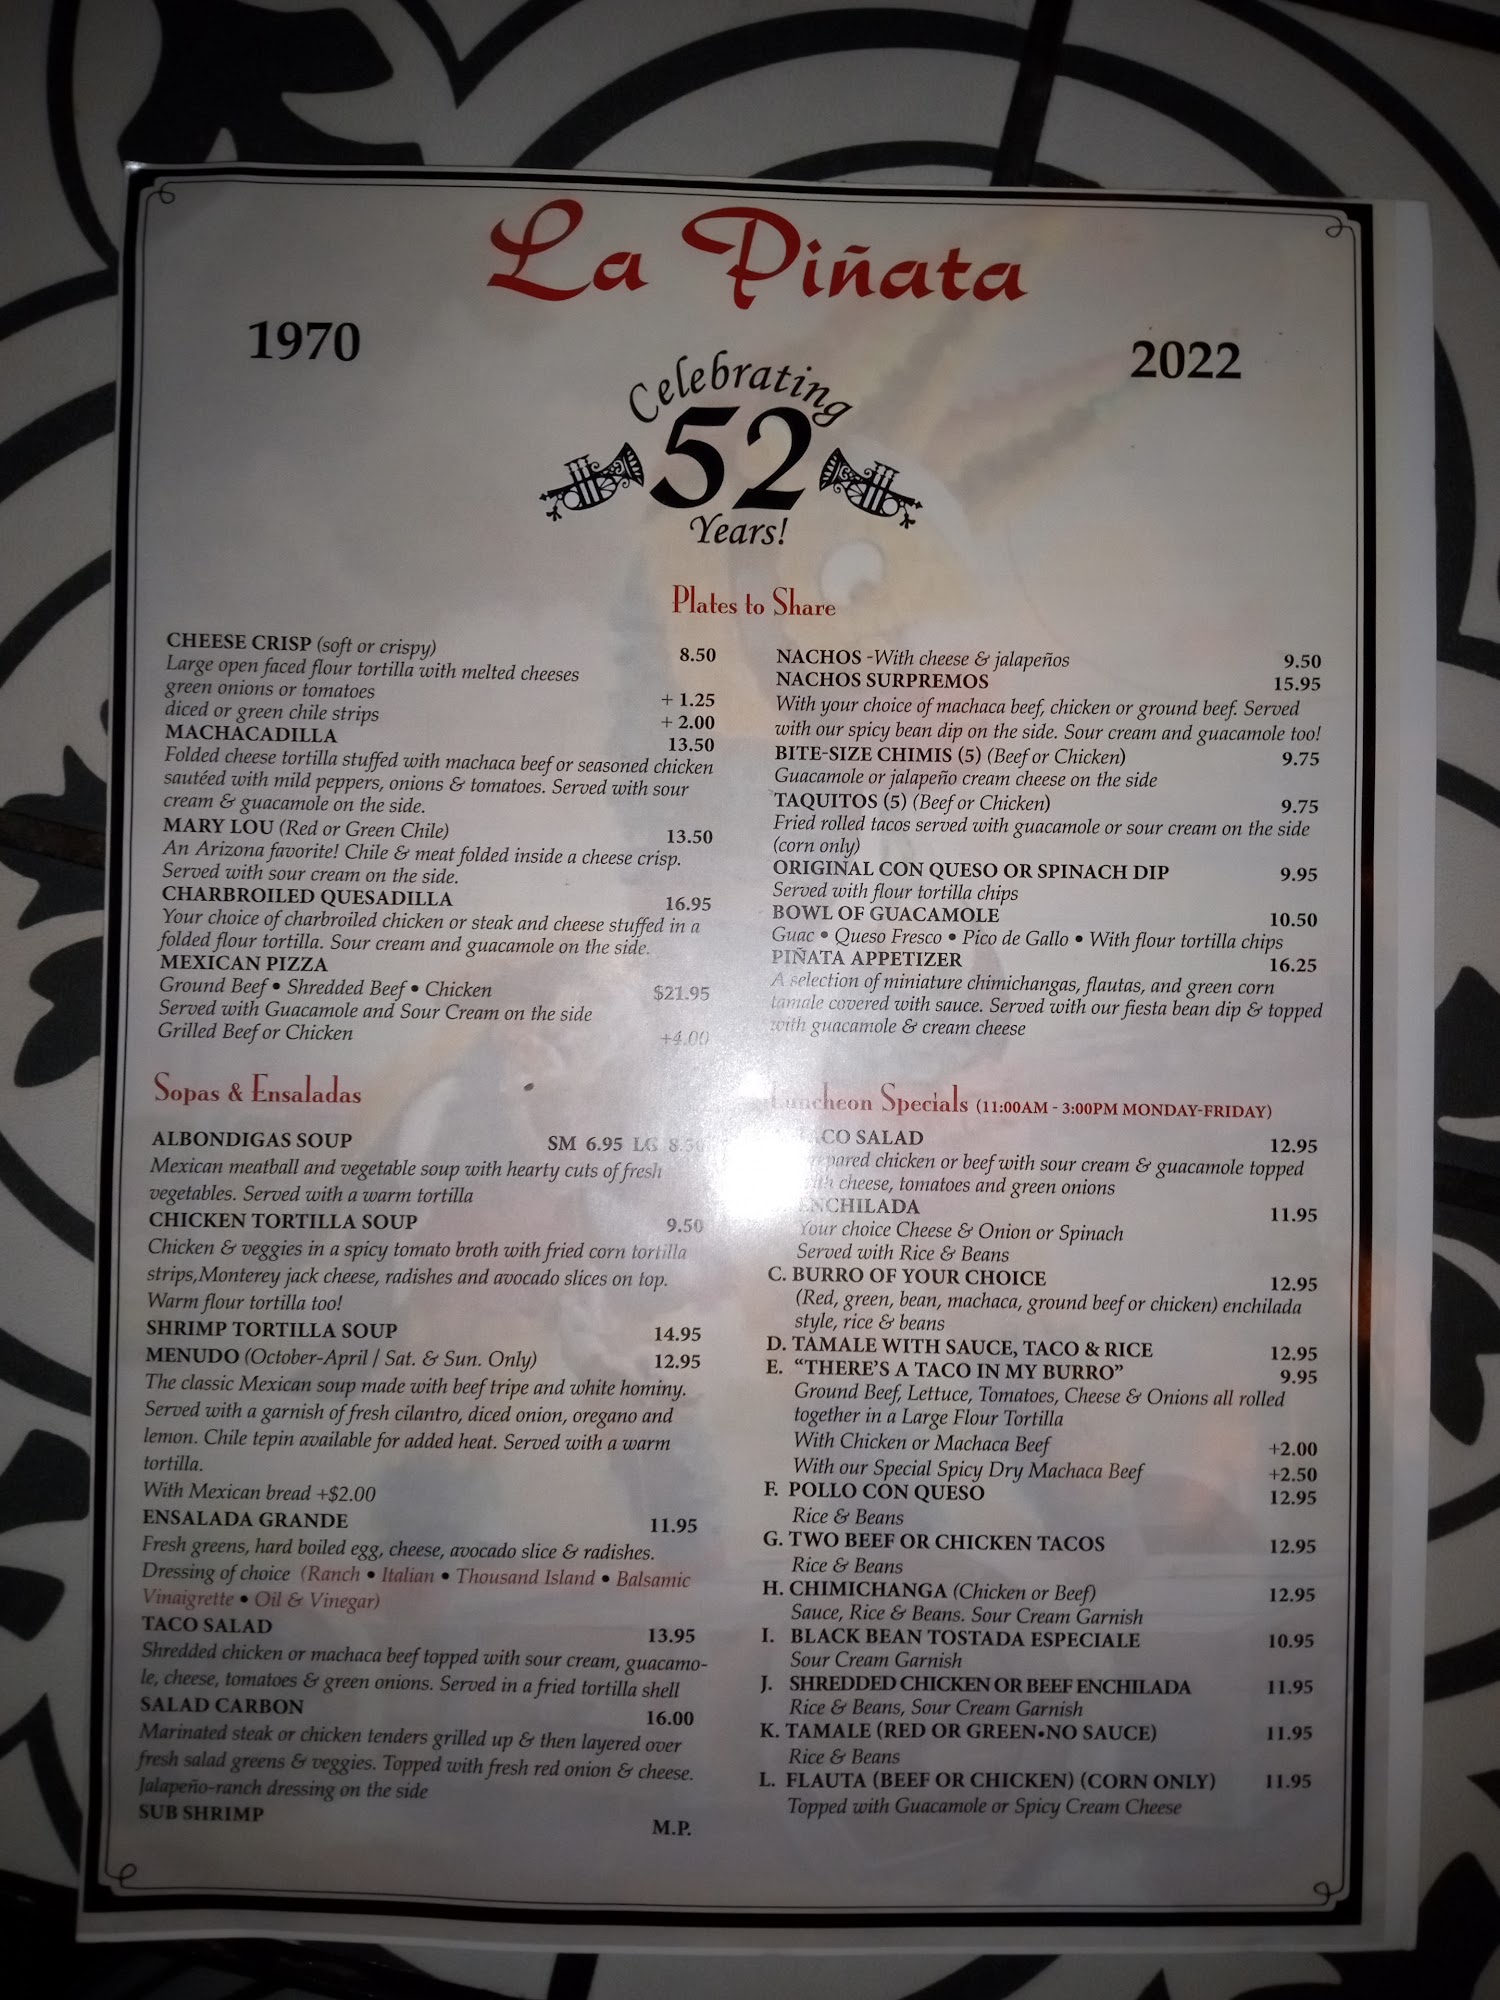 La Piñata
1970
2022
Celebrating
52
Years!
Plates to Share
CHEESE CRISP (soft or crispy) 8.50
Large open faced flour tortilla with melted cheeses
green onions or tomatoes + 1.25
diced or green chile strips + 2.00
MACHACADILLA 13.50
Folded cheese tortilla stuffed with machaca beef or seasoned chicken
sautéed with mild peppers, onions & tomatoes. Served with sour
cream & guacamole on the side.
MARY LOU (Red or Green Chile) 13.50
An Arizona favorite! Chile & meat folded inside a cheese crisp.
Served with sour cream on the side.
CHARBROILED QUESADILLA 16.95
Your choice of charbroiled chicken or steak and cheese stuffed in a
folded flour tortilla. Sour cream and guacamole on the side.
MEXICAN PIZZA
Ground Beef • Shredded Beef • Chicken $21.95
Served with Guacamole and Sour Cream on the side
Grilled Beef or Chicken +4.00
NACHOS -With cheese & jalapeños 9.50
NACHOS SURPREMOS 15.95
With your choice of machaca beef, chicken or ground beef. Served
with our spicy bean dip on the side. Sour cream and guacamole too!
BITE-SIZE CHIMIS (5) (Beef or Chicken) 9.75
Guacamole or jalapeño cream cheese on the side
TAQUITOS (5) (Beef or Chicken) 9.75
Fried rolled tacos served with guacamole or sour cream on the side
(corn only)
ORIGINAL CON QUESO OR SPINACH DIP 9.95
Served with flour tortilla chips
BOWL OF GUACAMOLE 10.50
Guac • Queso Fresco • Pico de Gallo • With flour tortilla chips
PIÑATA APPETIZER 16.25
A selection of miniature chimichangas, flautas, and green corn
tamale covered with sauce. Served with our fiesta bean dip & topped
with guacamole & cream cheese
Sopas & Ensaladas
ALBONDIGAS SOUP SM 6.95 LG
Mexican meatball and vegetable soup with hearty cuts of fresh
vegetables. Served with a warm tortilla
CHICKEN TORTILLA SOUP 9.50
Chicken & veggies in a spicy tomato broth with fried corn tortilla
strips,Monterey jack cheese, radishes and avocado slices on top.
Warm flour tortilla too!
SHRIMP TORTILLA SOUP 14.95
MENUDO (October-April / Sat. & Sun. Only) 12.95
The classic Mexican soup made with beef tripe and white hominy.
Served with a garnish of fresh cilantro, diced onion, oregano and
lemon. Chile tepin available for added heat. Served with a warm
tortilla.
With Mexican bread +$2.00
ENSALADA GRANDE 11.95
Fresh greens, hard boiled egg, cheese, avocado slice & radishes.
Dressing of choice (Ranch • Italian • Thousand Island • Balsamic
Vinaigrette • Oil & Vinegar)
TACO SALAD 13.95
Shredded chicken or machaca beef topped with sour cream, guacamo-
le, cheese, tomatoes & green onions. Served in a fried tortilla shell
SALAD CARBON 16.00
Marinated steak or chicken tenders grilled up & then layered over
fresh salad greens & veggies. Topped with fresh red onion & cheese.
Jalapeño-ranch dressing on the side
SUB SHRIMP M.P.
Luncheon Specials (11:00AM - 3:00PM MONDAY-FRIDAY)
TACO SALAD 12.95
Prepared chicken or beef with sour cream & guacamole topped
with cheese, tomatoes and green onions
ENCHILADA 11.95
Your choice Cheese & Onion or Spinach
Served with Rice & Beans
C. BURRO OF YOUR CHOICE 12.95
(Red, green, bean, machaca, ground beef or chicken) enchilada
style, rice & beans
D. TAMALE WITH SAUCE, TACO & RICE 12.95
E. "THERE'S A TACO IN MY BURRO" 9.95
Ground Beef, Lettuce, Tomatoes, Cheese & Onions all rolled
together in a Large Flour Tortilla
With Chicken or Machaca Beef +2.00
With our Special Spicy Dry Machaca Beef +2.50
F. POLLO CON QUESO 12.95
Rice & Beans
G. TWO BEEF OR CHICKEN TACOS 12.95
Rice & Beans
H. CHIMICHANGA (Chicken or Beef) 12.95
Sauce, Rice & Beans. Sour Cream Garnish
I. BLACK BEAN TOSTADA ESPECIALE 10.95
Sour Cream Garnish
J. SHREDDED CHICKEN OR BEEF ENCHILADA 11.95
Rice & Beans, Sour Cream Garnish
K. TAMALE (RED OR GREEN•NO SAUCE) 11.95
Rice & Beans
L. FLAUTA (BEEF OR CHICKEN) (CORN ONLY) 11.95
Topped with Guacamole or Spicy Cream Cheese